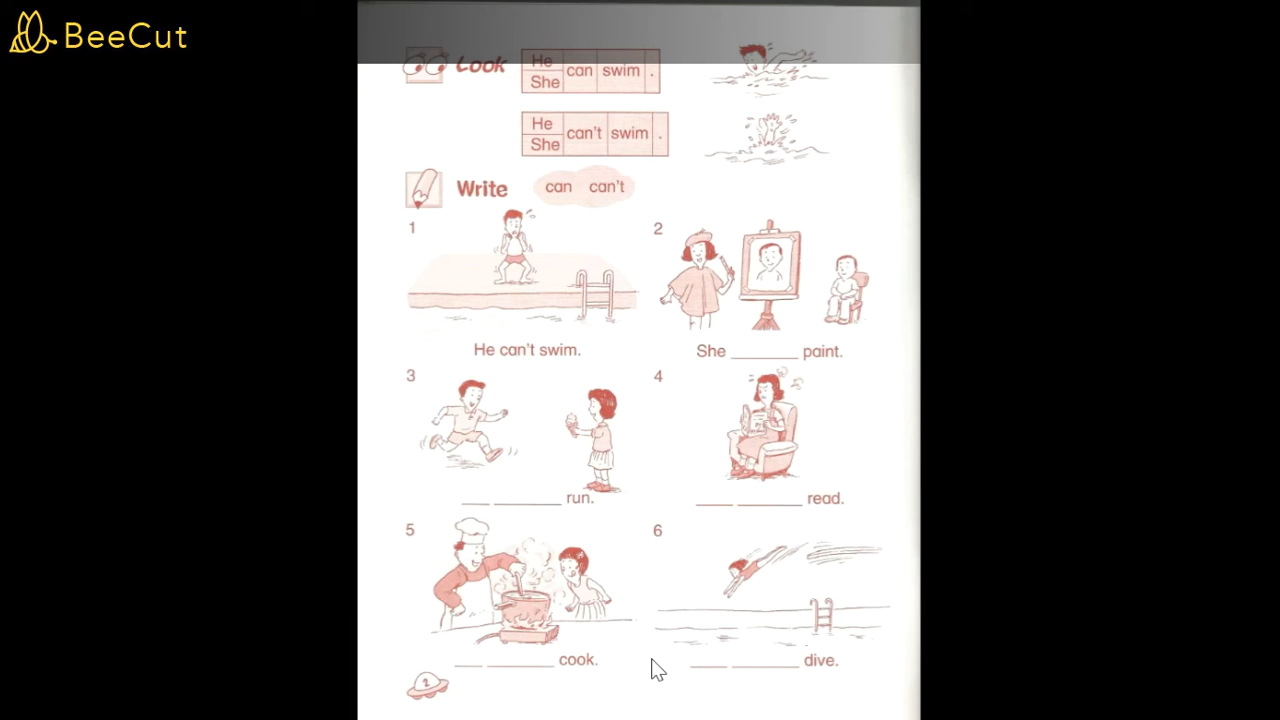 BeeCut
Look
He
She
can
swim
.
He
She
can't
swim
.
Write
can can't
1
2
He can't swim.
She ________ paint.
3
4
___ ________ run.
____ ________ read.
5
6
___ ________ cook.
____ ________ dive.
2